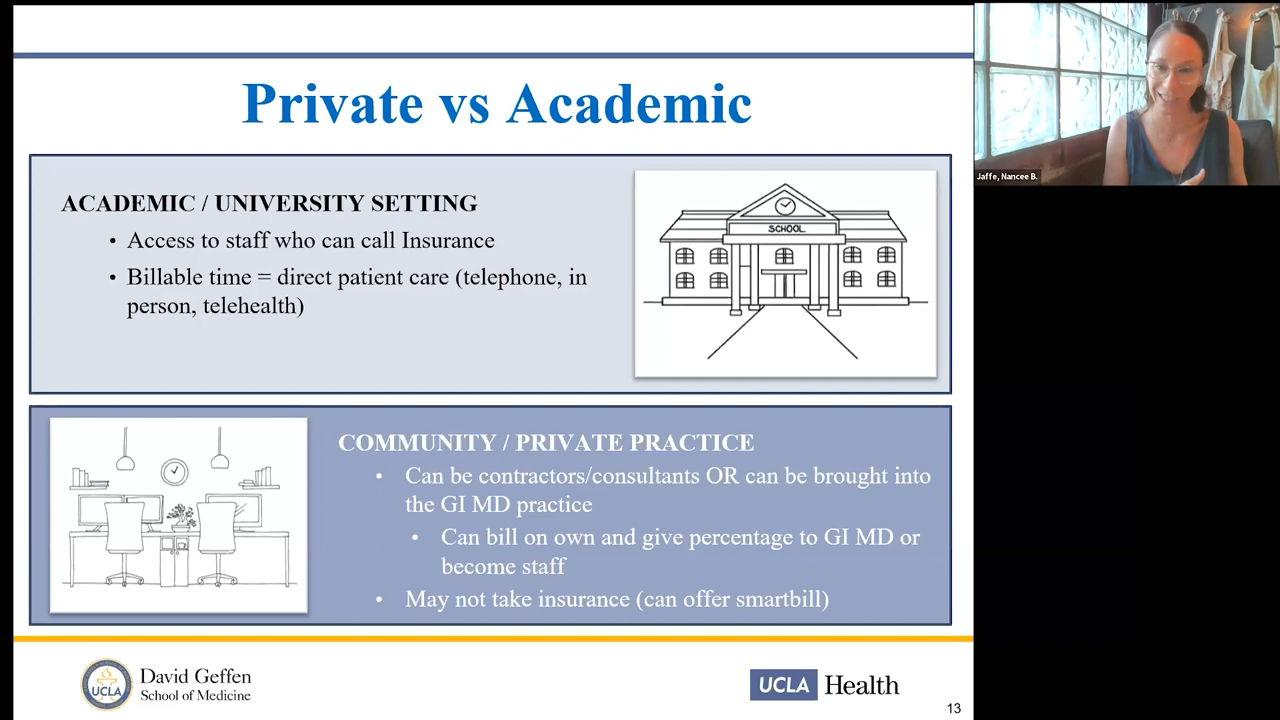 Private vs Academic
ACADEMIC / UNIVERSITY SETTING
• Access to staff who can call Insurance
• Billable time = direct patient care (telephone, in
person, telehealth)
SCHOOL
COMMUNITY / PRIVATE PRACTICE
• Can be contractors/consultants OR can be brought into
the GI MD practice
• Can bill on own and give percentage to GI MD or
become staff
• May not take insurance (can offer smartbill)
UCLA
David Geffen
School of Medicine
UCLA Health
13
Jaffe, Nancee B.